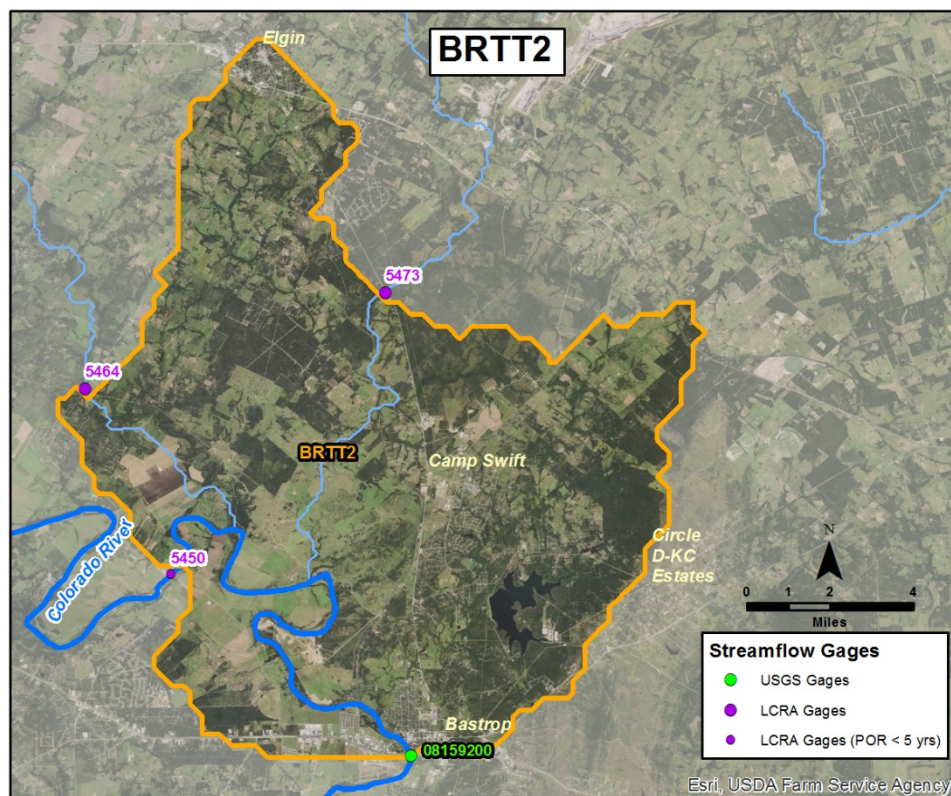 Elgin
BRTT2
5473
5464
BRTT2
Camp Swift
Colorado River
5450
Circle
D-KC
Estates
N
0 1 2 4
Miles
Streamflow Gages
USGS Gages
LCRA Gages
LCRA Gages (POR < 5 yrs)
Bastrop
08159200
Esri, USDA Farm Service Agency